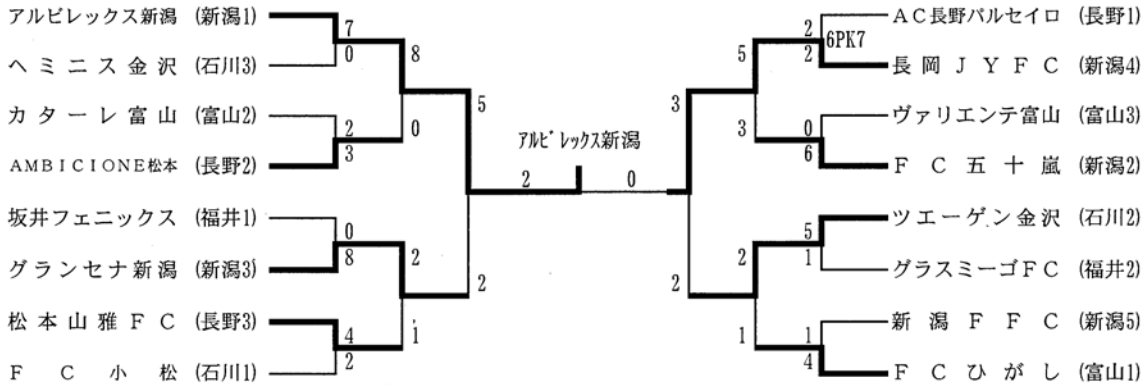 アルビレックス新潟 (新潟1)
ヘミニス金沢 (石川3)
カターレ富山 (富山2)
AMBICIONE松本 (長野2)
坂井フェニックス (福井1)
グランセナ新潟 (新潟3)
松本山雅FC (長野3)
FC小松 (石川1)
7
0
2
3
0
8
4
2
8
0
2
1
5
2
アルビレックス新潟
2 0
3
2
5
3
2
1
2
6PK7
2
0
6
5
1
1
4
AC長野パルセイロ (長野1)
長岡JYFC (新潟4)
ヴァリエンテ富山 (富山3)
FC五十嵐 (新潟2)
ツエーゲン金沢 (石川2)
グラスミーゴFC (福井2)
新潟FFC (新潟5)
FCひがし (富山1)